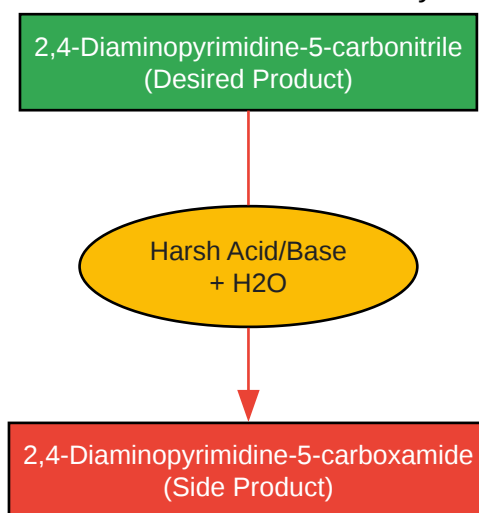 2,4-Diaminopyrimidine-5-carbonitrile
(Desired Product)
Harsh Acid/Base
+ H2O
2,4-Diaminopyrimidine-5-carboxamide
(Side Product)